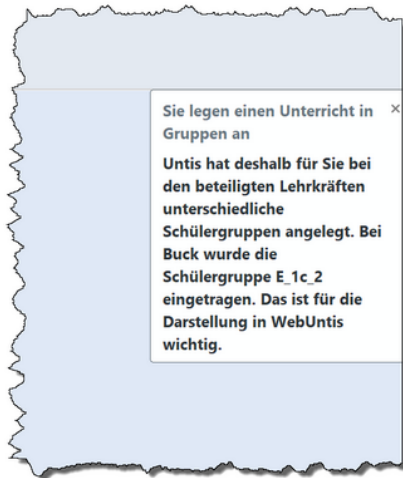 Sie legen einen Unterricht in
Gruppen an
Untis hat deshalb für Sie bei
den beteiligten Lehrkräften
unterschiedliche
Schülergruppen angelegt. Bei
Buck wurde die
Schülergruppe E_1c_2
eingetragen. Das ist für die
Darstellung in WebUntis
wichtig.